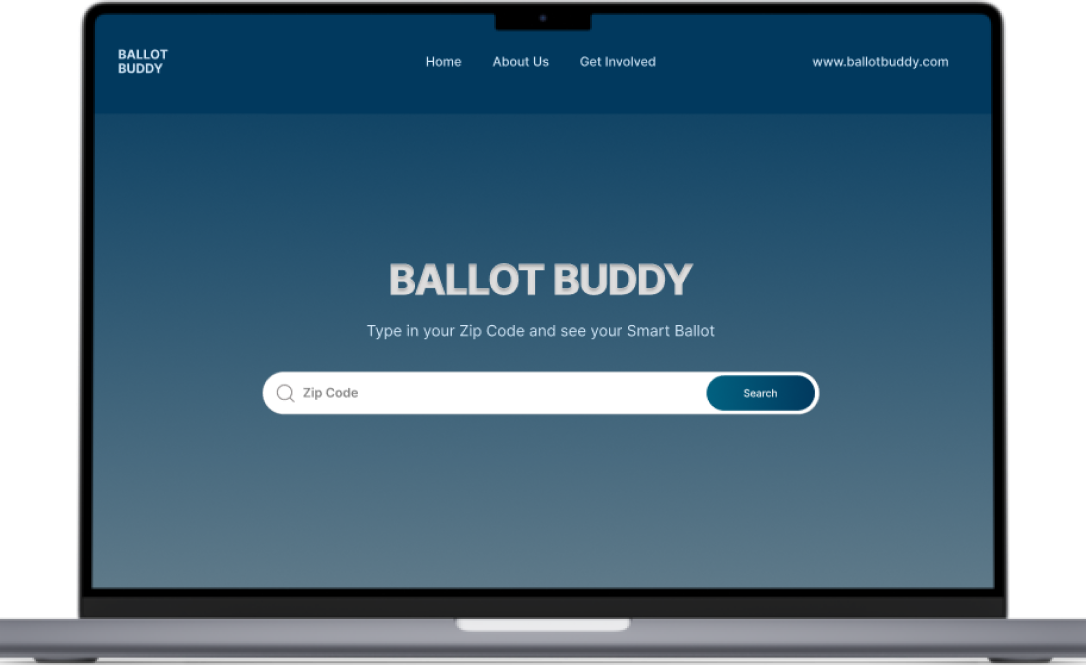 BALLOT
BUDDY
Home About Us Get Involved
www.ballotbuddy.com
BALLOT BUDDY
Type in your Zip Code and see your Smart Ballot
Zip Code
Search